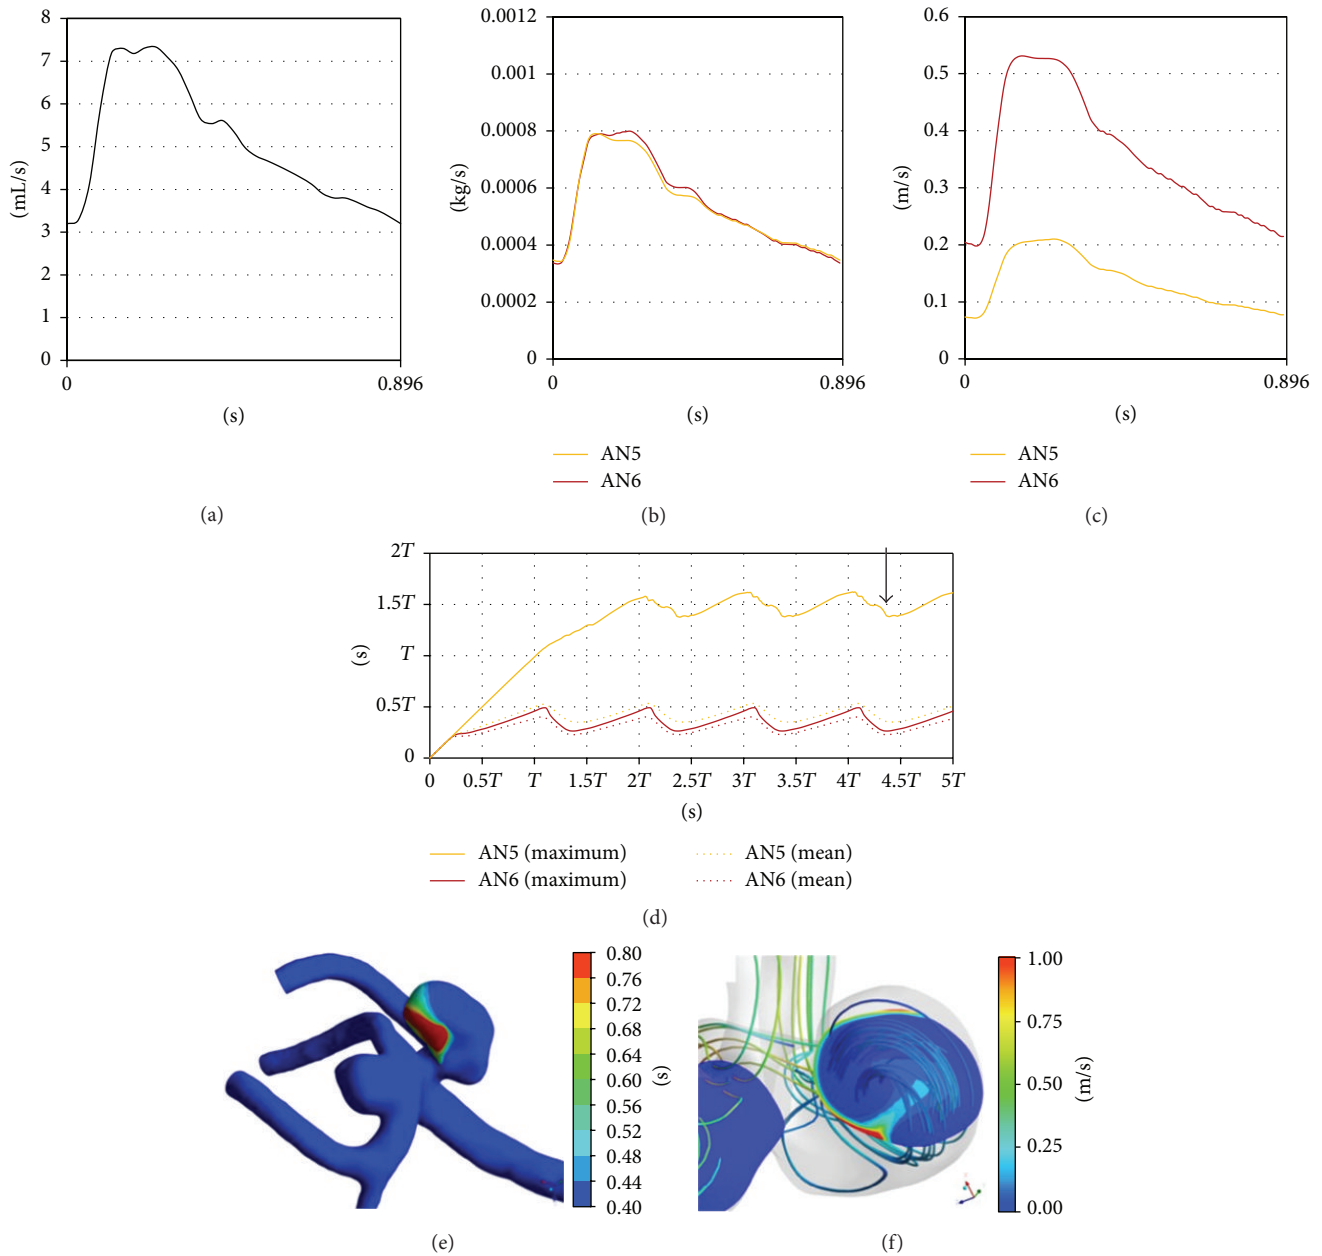 8
7
6
5
4
3
2
1
0
(mL/s)
0
0.896
(s)
(a)
0.0012
0.001
0.0008
0.0006
0.0004
0.0002
0
(kg/s)
0
0.896
(s)
AN5
AN6
(b)
0.6
0.5
0.4
0.3
0.2
0.1
0
(m/s)
0
0.896
(s)
AN5
AN6
(c)
2T
1.5T
T
0.5T
0
(s)
0 0.5T T 1.5T 2T 2.5T 3T 3.5T 4T 4.5T 5T
(s)
AN5 (maximum) AN5 (mean)
AN6 (maximum) AN6 (mean)
(d)
0.80
0.76
0.72
0.68
0.64
0.60
0.56
0.52
0.48
0.44
0.40
(s)
(e)
1.00
0.75
0.50
0.25
0.00
(m/s)
(f)